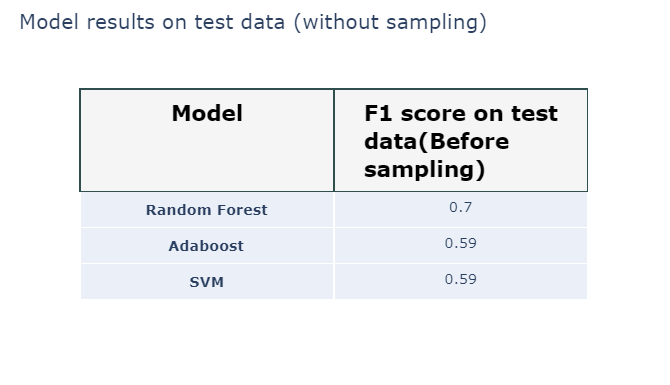 Model results on test data (without sampling)
Model
F1 score on test
data(Before
sampling)
Random Forest
0.7
Adaboost
0.59
SVM
0.59